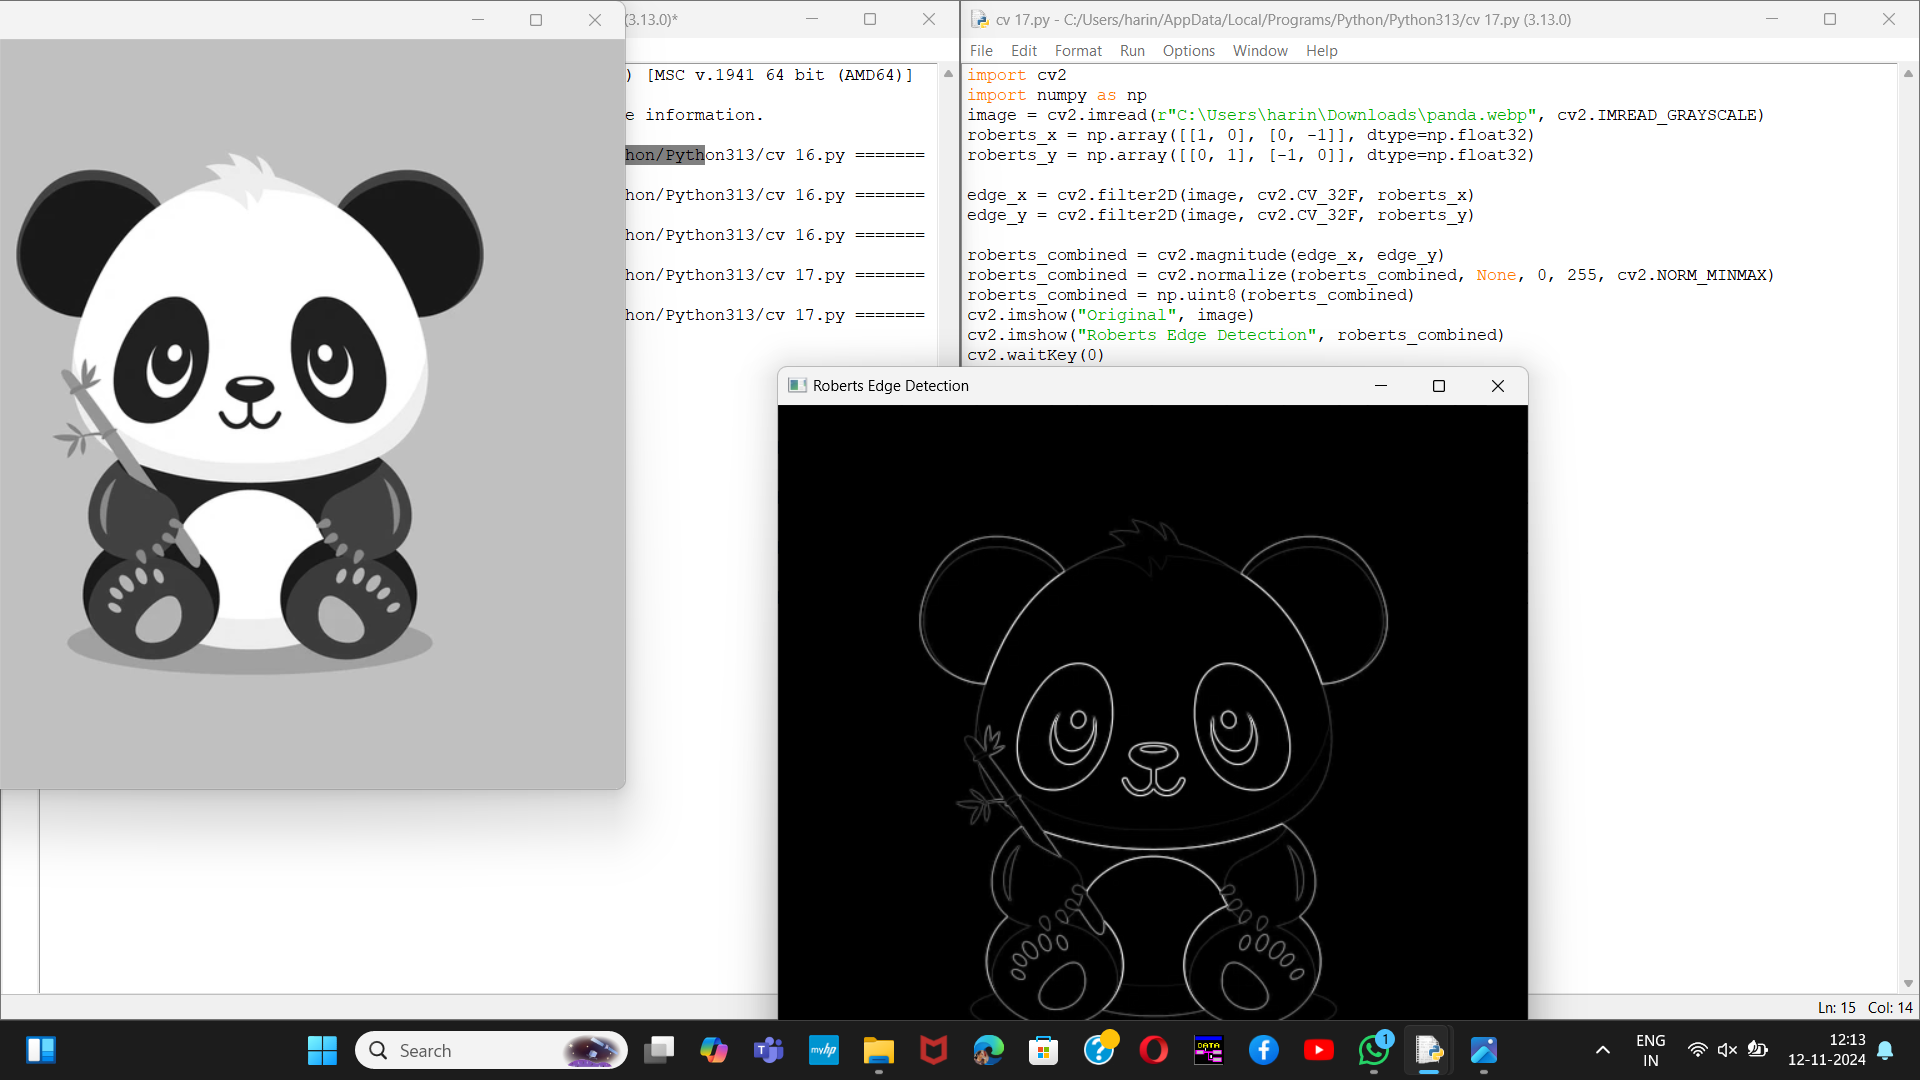 (3.13.0)*
) [MSC v.1941 64 bit (AMD64)]
e information.
hon/Python313/cv 16.py =======
hon/Python313/cv 16.py =======
hon/Python313/cv 16.py =======
hon/Python313/cv 17.py =======
hon/Python313/cv 17.py =======
cv 17.py - C:/Users/harin/AppData/Local/Programs/Python/Python313/cv 17.py (3.13.0)
File Edit Format Run Options Window Help
import cv2
import numpy as np
image = cv2.imread(r"C:\Users\harin\Downloads\panda.webp", cv2.IMREAD_GRAYSCALE)
roberts_x = np.array([[1, 0], [0, -1]], dtype=np.float32)
roberts_y = np.array([[0, 1], [-1, 0]], dtype=np.float32)
edge_x = cv2.filter2D(image, cv2.CV_32F, roberts_x)
edge_y = cv2.filter2D(image, cv2.CV_32F, roberts_y)
roberts_combined = cv2.magnitude(edge_x, edge_y)
roberts_combined = cv2.normalize(roberts_combined, None, 0, 255, cv2.NORM_MINMAX)
roberts_combined = np.uint8(roberts_combined)
cv2.imshow("Original", image)
cv2.imshow("Roberts Edge Detection", roberts_combined)
cv2.waitKey(0)
Roberts Edge Detection
Ln: 15 Col: 14
Search
myhp
DATA
1
ENG
IN
12:13
12-11-2024